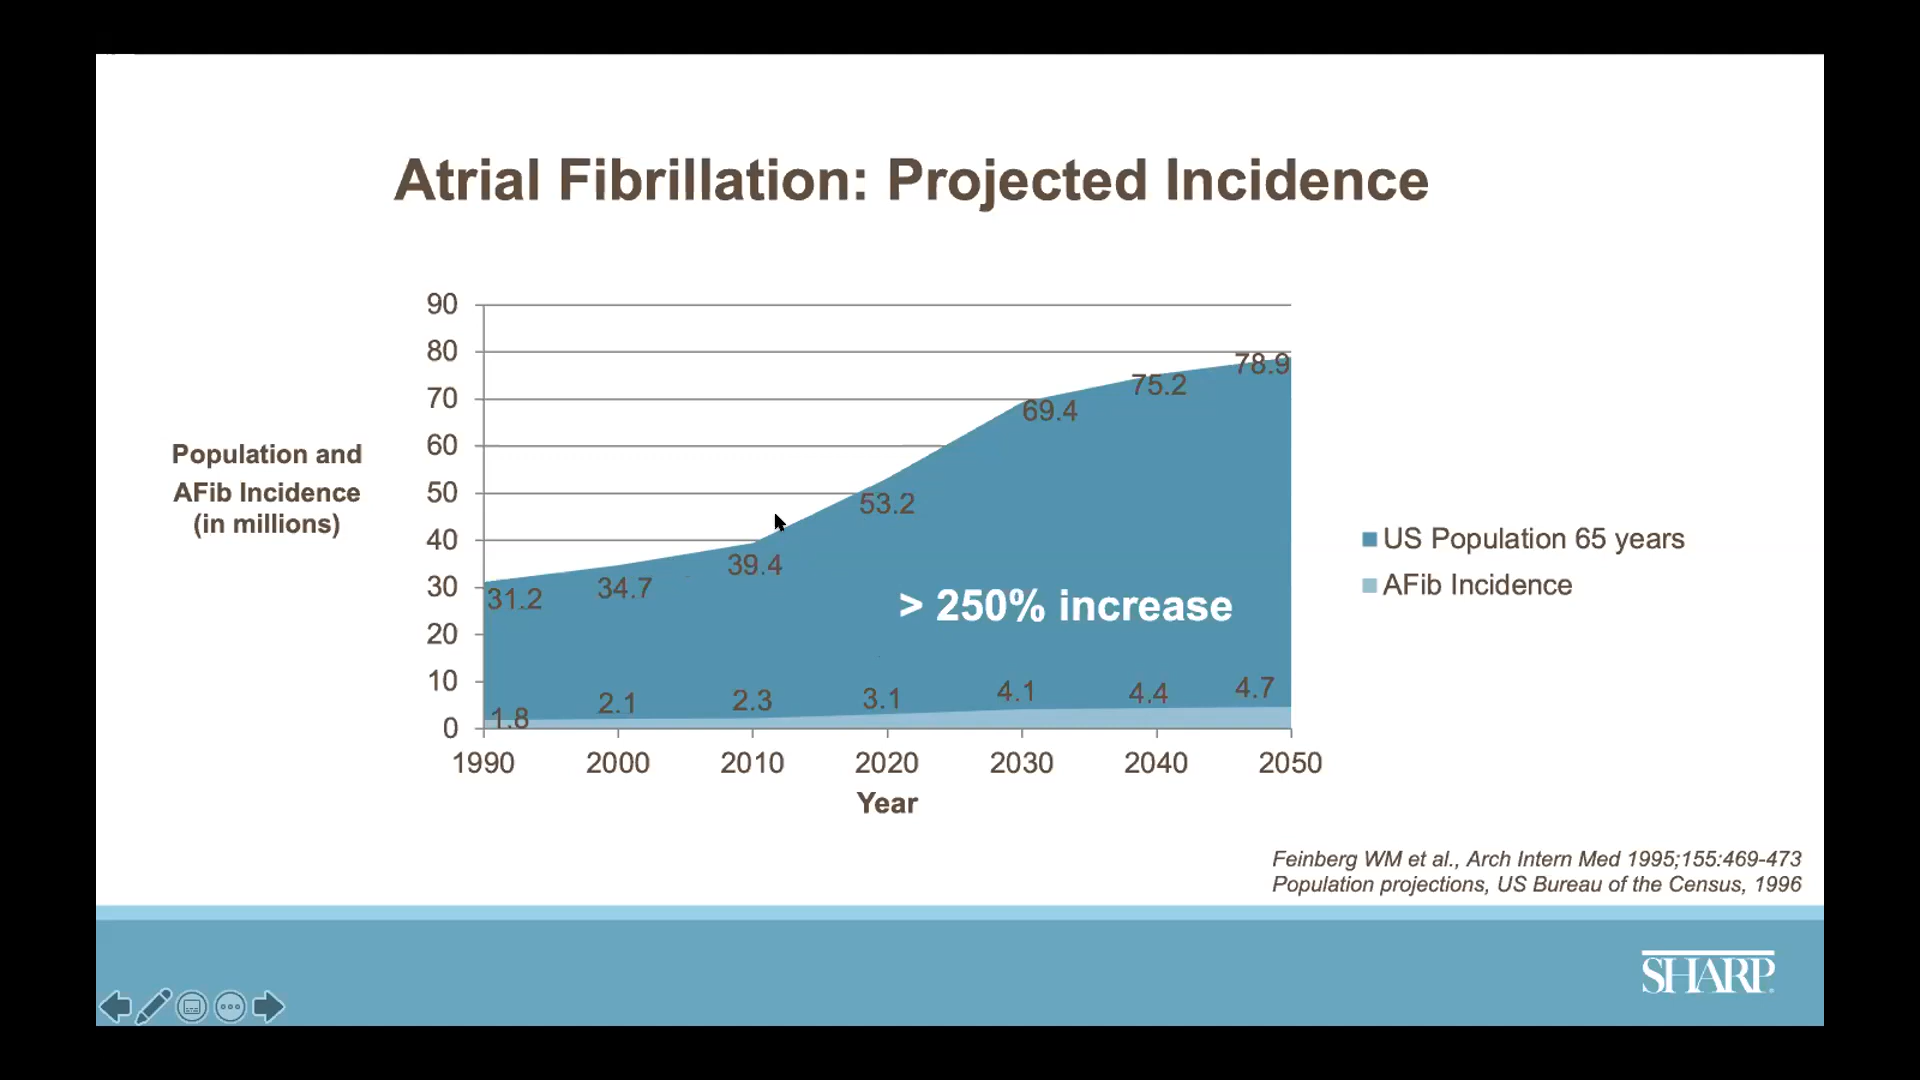 Atrial Fibrillation: Projected Incidence
Population and
AFib Incidence
(in millions)
90
80
70
60
50
40
30
20
10
0
31.2
34.7
39.4
53.2
69.4
75.2
78.9
> 250% increase
1.8
2.1
2.3
3.1
4.1
4.4
4.7
1990 2000 2010 2020 2030 2040 2050
Year
US Population 65 years
AFib Incidence
Feinberg WM et al., Arch Intern Med 1995;155:469-473
Population projections, US Bureau of the Census, 1996
SHARP